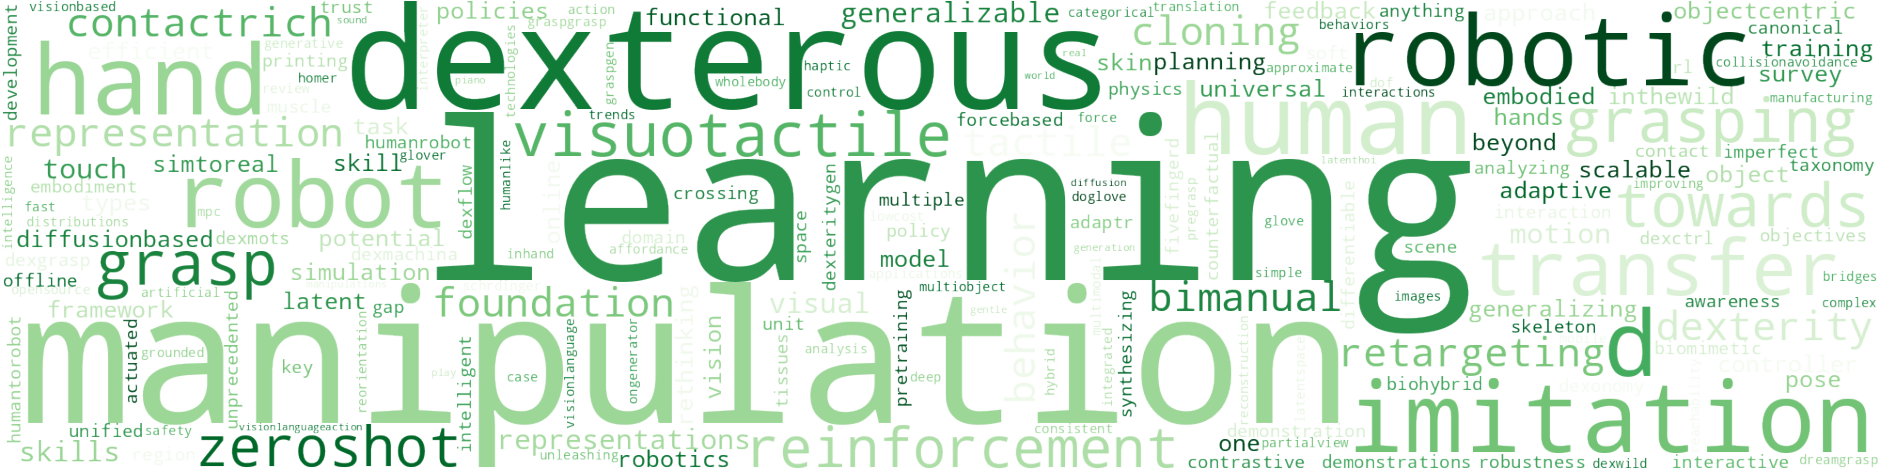 visionbased
trust
sound
policies
action
graspgrasp
functional
generalizable
categorical
translation
feedback
anything
approach
objectcentric
development
contactrich
interpreter
technologies
dexterous
cloning
behaviors
robotic
canonical
efficient
generative
hand
printing
homer
review
muscle
piano
graspgen
wholebody
haptic
control
real
world
skin
planning
approximate
soft
dof
rl
training
collisionavoidance
survey
physics
universal
interactions
embodied
inthewild
manufacturing
representation
task
humanrobot
trends
visuotactile
forcebased
force
tactile
human
hands
grasping
beyond
contact
imperfect
touch
simtoreal
skill
glover
learning
latenthoi
analyzing
scalable
object
taxonomy
intelligence
embodiment
types
robot
humanlike
online
crossing
diffusion
doglove
multiple
counterfactual
adaptive
improving
fast
mpc
distributions
dexflow
space
dexteritygen
lowcost
policy
adaptr
fivefingerd
pregrasp
glove
differentiable
interaction
towards
diffusionbased
dexmots
potential
dexmachina
domain
affordance
inhand
behavior
generation
scene
motion
dexctrl
objectives
dexgrasp
grasp
simulation
model
applications
simple
transfer
bridges
offline
opensource
artificial
latent
gap
foundation
multiobject
bimanual
images
awareness
complex
framework
unprecedented
visual
gentle
multimodal
generalizing
skeleton
dexterity
humantorobot
manipulation
actuated
grounded
key
reorientation
play
case
visionlanguage
ongenerator
rethinking
vision
unit
tissues
analysis
pretraining
deep
hybrid
integrated
synthesizing
reconstruction
latentspace
retargeting
d
biomimetic
controller
biohybrid
dexonomy
pose
imitation
unified
safety
visionlanguageaction
intelligent
consistent
demonstration
skills
region
zeroshot
representations
unleashing
robotics
reinforcement
one
partialview
contrastive
demonstrations
robustness
dexwild
interactive
dreamgrasp